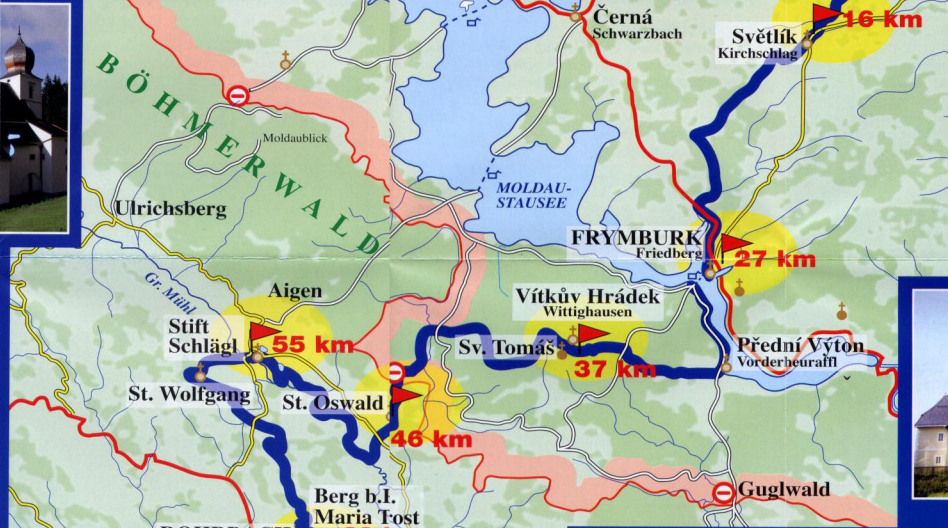 Černá
Schwarzbach
16 km
Světlík
Kirchschlag
BÖHMERWALD
Moldaublick
MOLDAU-
STAUSEE
Ulrichsberg
FRYMBURK
Friedberg
27 km
Gr. Mühl
Aigen
Vítkův Hrádek
Wittighausen
Stift
Schlägl
55 km
Sv. Tomáš
37 km
Přední Výton
Vorderheuraffl
St. Wolfgang
St. Oswald
46 km
Guglwald
Berg b.I.
Maria Tost